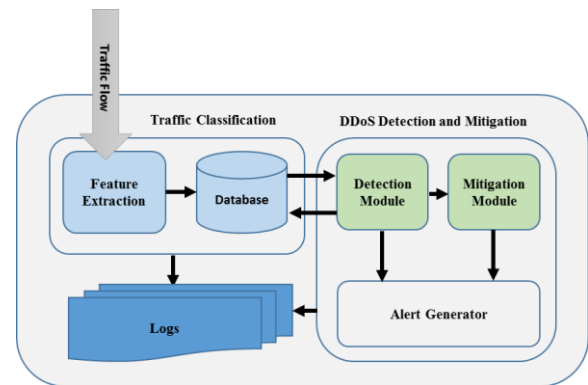 Traffic Flow
Traffic Classification
DDoS Detection and Mitigation
Feature
Extraction
Database
Detection
Module
Mitigation
Module
Logs
Alert Generator